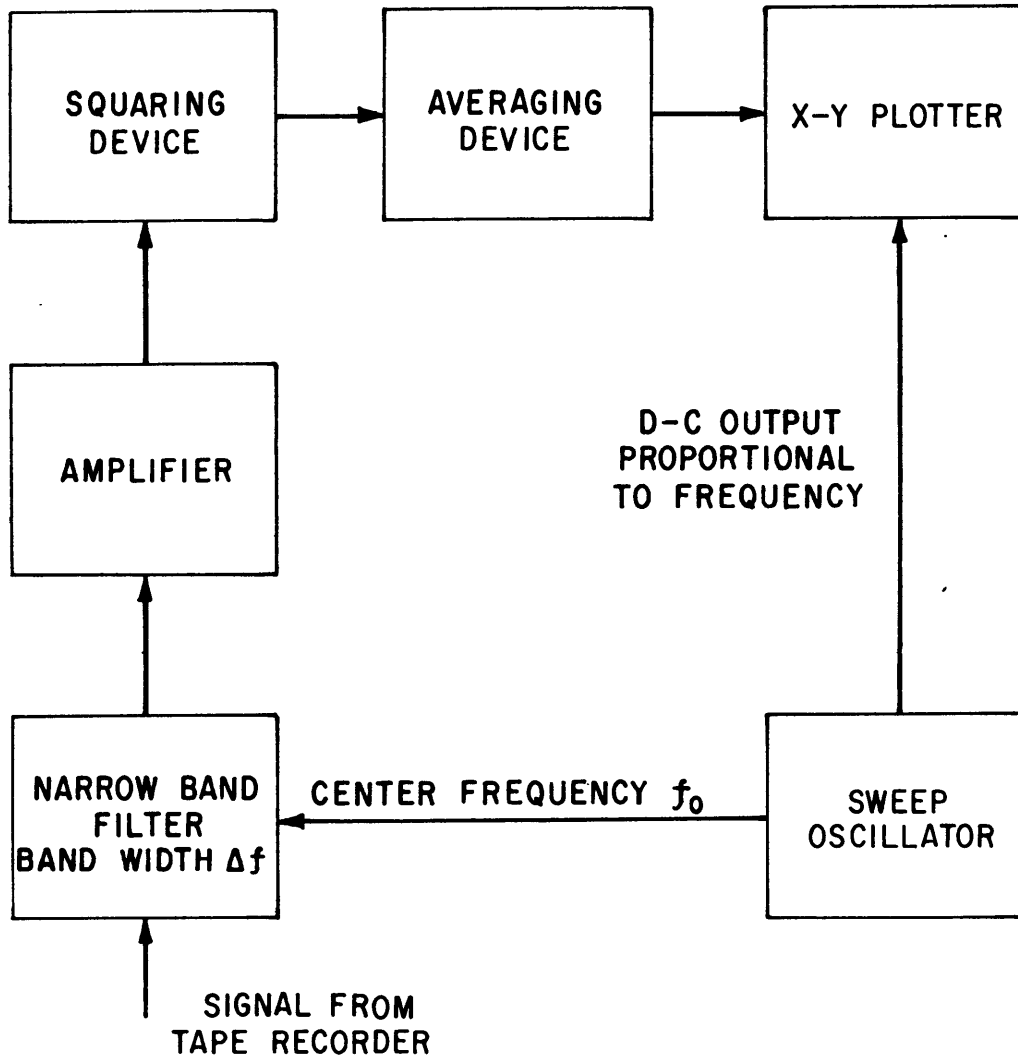 SQUARING
DEVICE
AVERAGING
DEVICE
X-Y PLOTTER
AMPLIFIER
D-C OUTPUT
PROPORTIONAL
TO FREQUENCY
NARROW BAND
FILTER
BAND WIDTH Δf
CENTER FREQUENCY f₀
SWEEP
OSCILLATOR
SIGNAL FROM
TAPE RECORDER